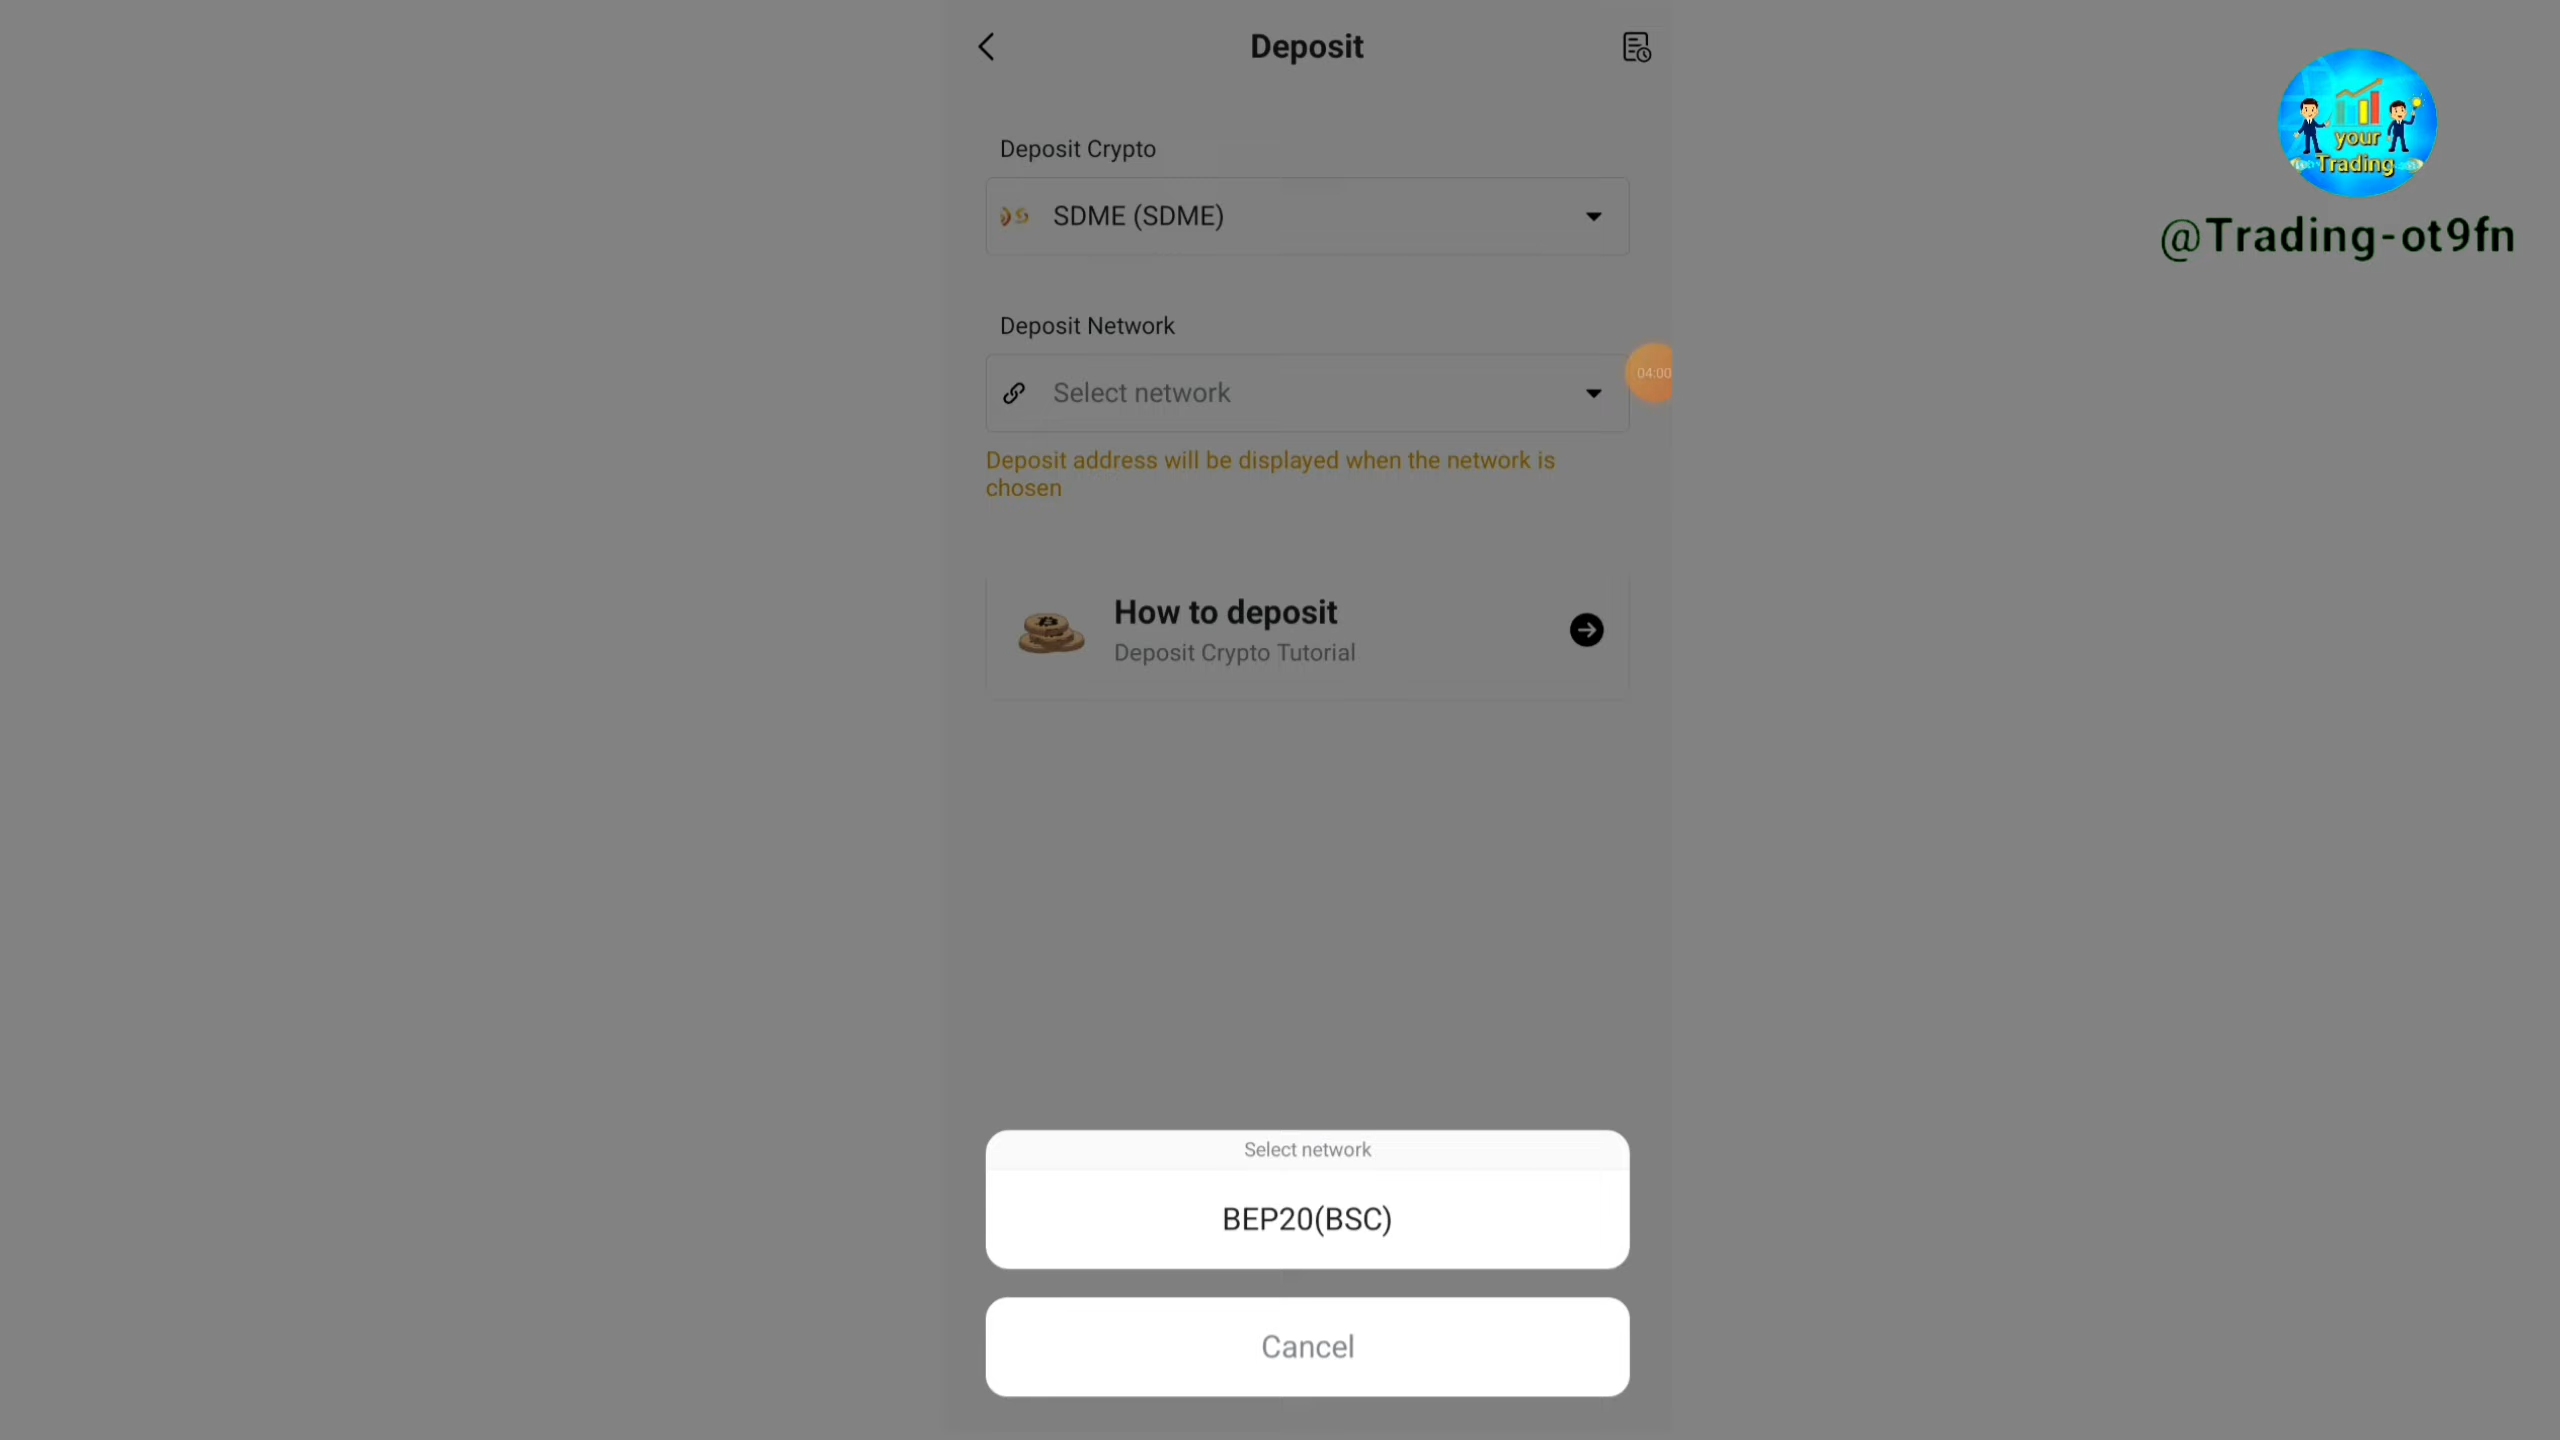 Deposit
Deposit Crypto
SDME (SDME)
Deposit Network
Select network
04:00
Deposit address will be displayed when the network is
chosen
How to deposit
Deposit Crypto Tutorial
Select network
BEP20(BSC)
Cancel
your
Trading
@Trading-ot9fn